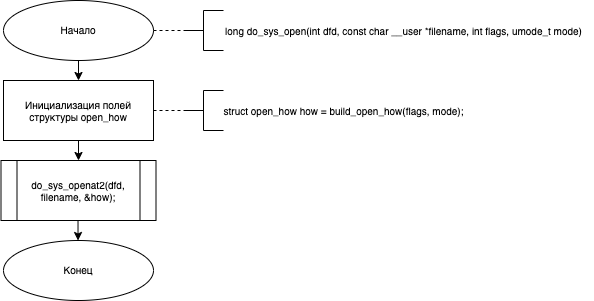 Начало
long do_sys_open(int dfd, const char __user *filename, int flags, umode_t mode)
Инициализация полей
структуры open_how
struct open_how how = build_open_how(flags, mode);
do_sys_openat2(dfd,
filename, &how);
Конец